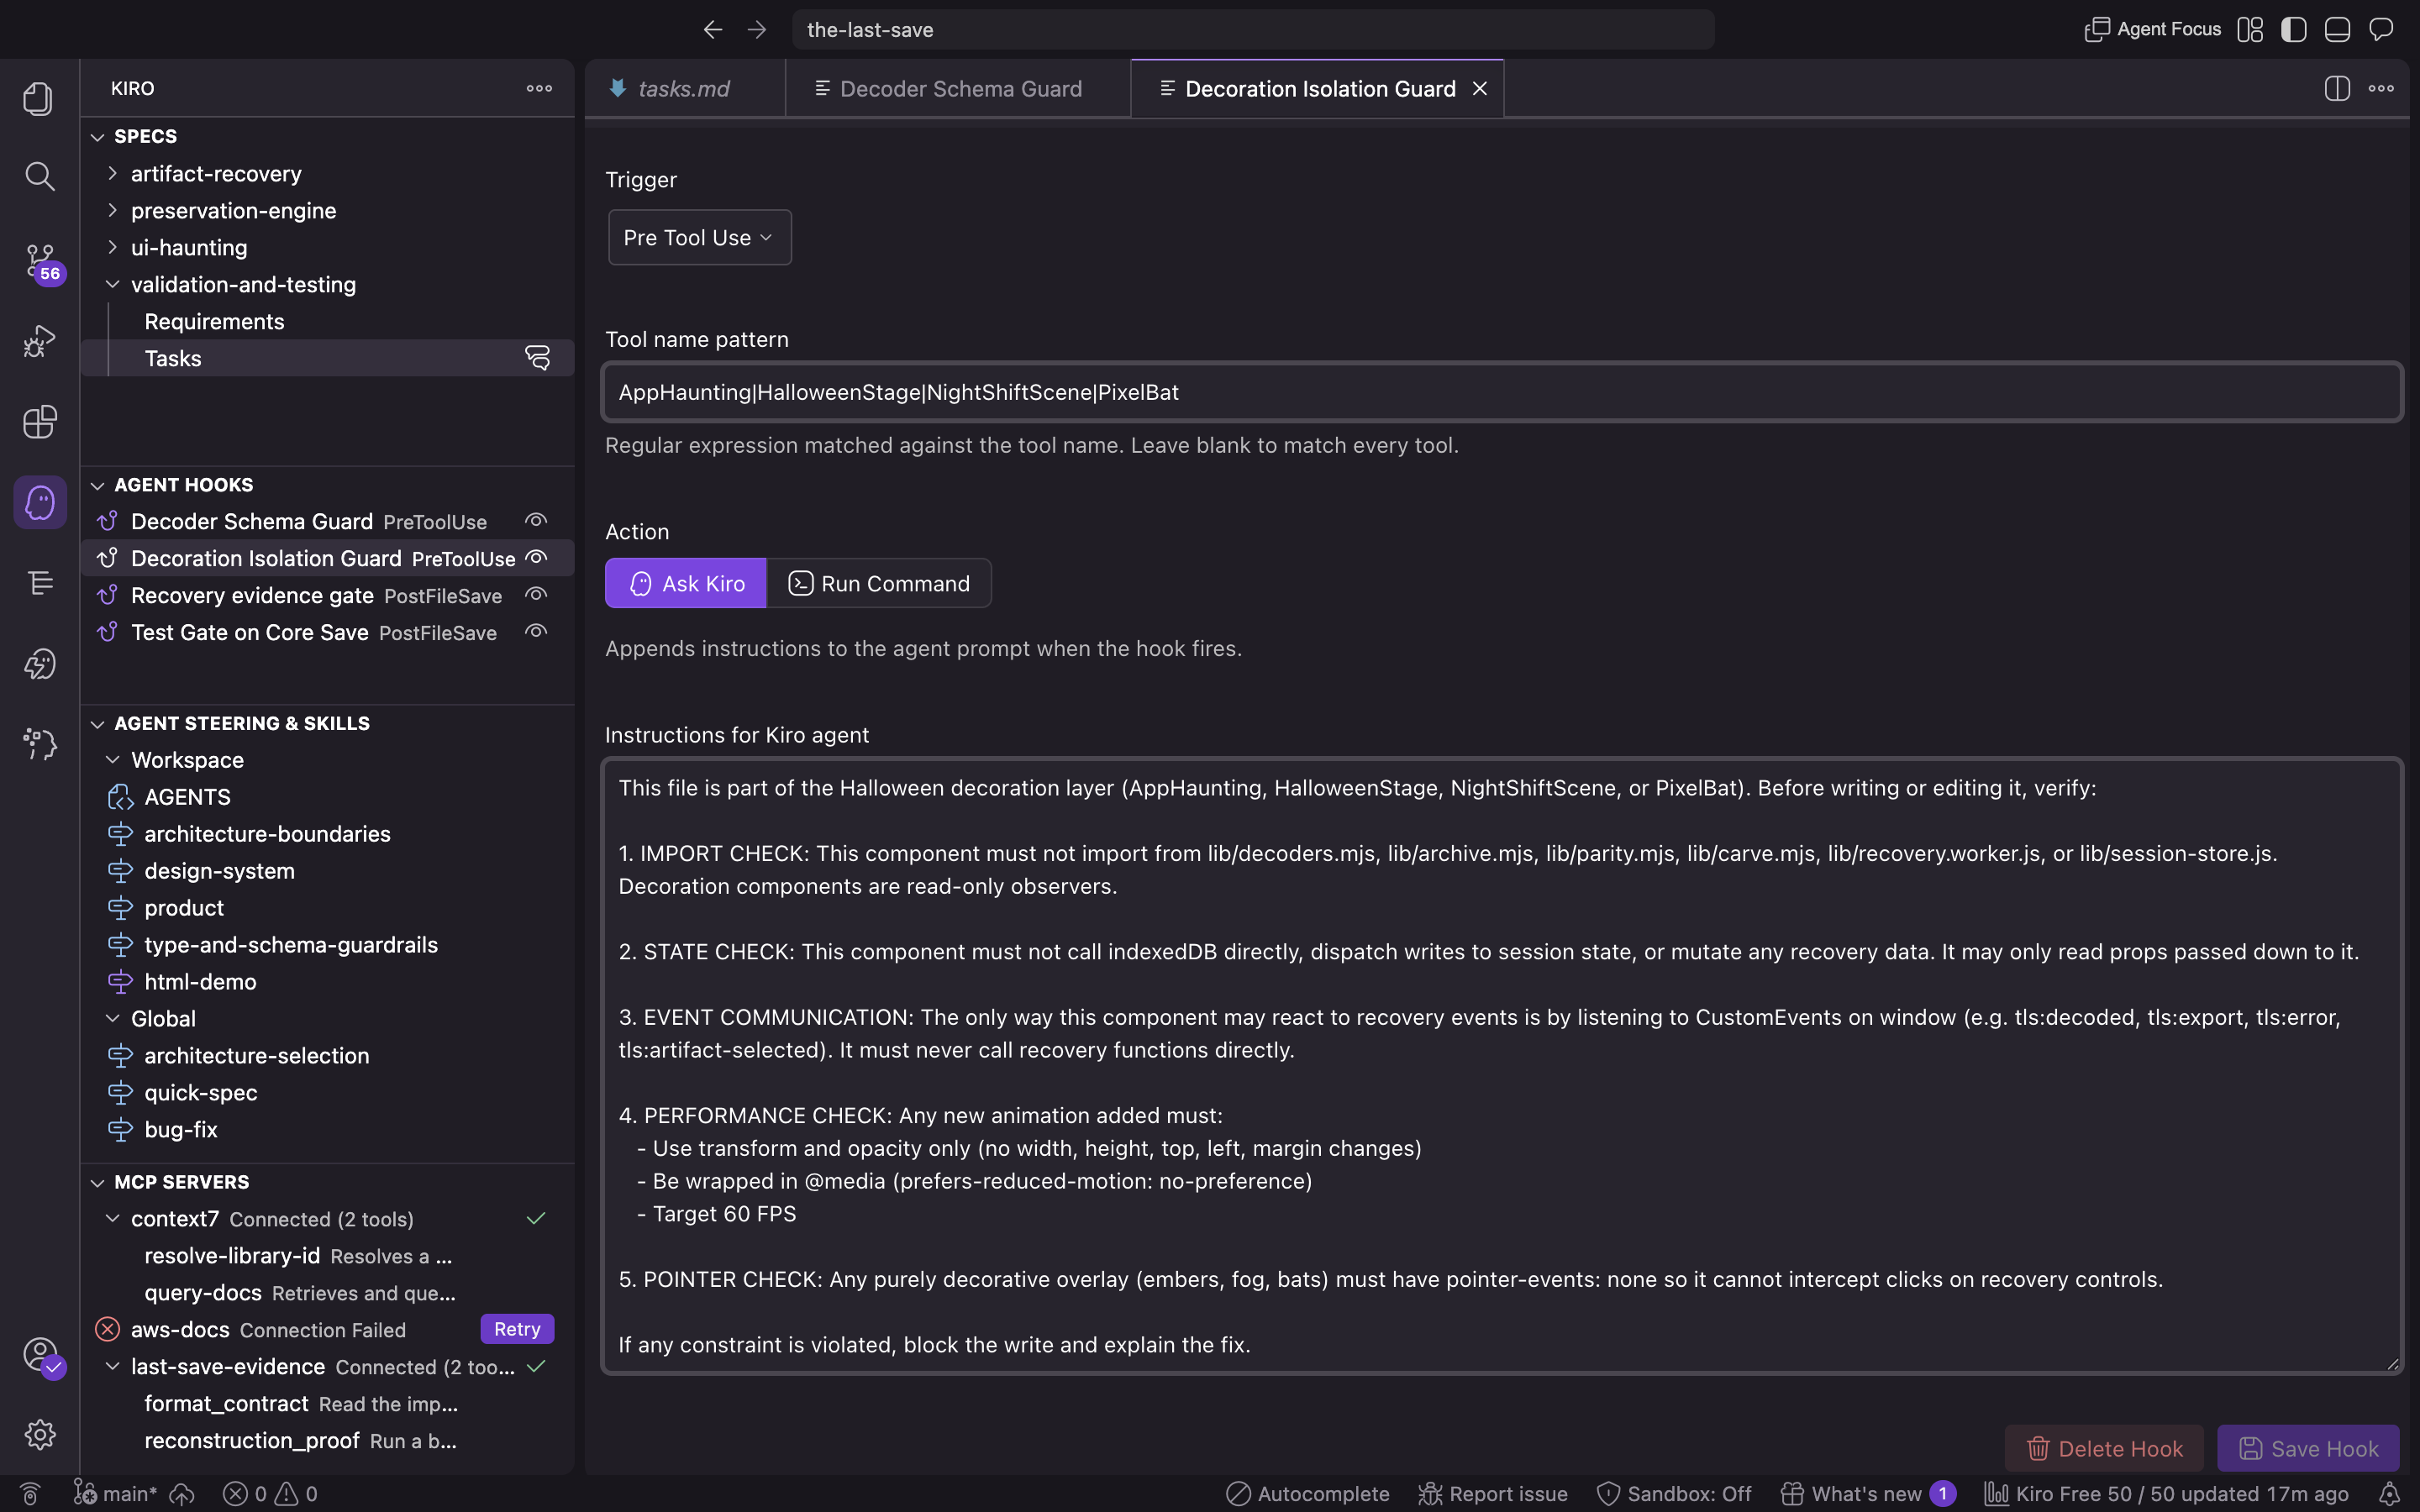 the-last-save
Agent Focus
KIRO
SPECS
artifact-recovery
preservation-engine
ui-haunting
validation-and-testing
Requirements
Tasks
56
AGENT HOOKS
Decoder Schema Guard PreToolUse
Decoration Isolation Guard PreToolUse
Recovery evidence gate PostFileSave
Test Gate on Core Save PostFileSave
AGENT STEERING & SKILLS
Workspace
AGENTS
architecture-boundaries
design-system
product
type-and-schema-guardrails
html-demo
Global
architecture-selection
quick-spec
bug-fix
MCP SERVERS
context7 Connected (2 tools)
resolve-library-id Resolves a ...
query-docs Retrieves and que...
aws-docs Connection Failed Retry
last-save-evidence Connected (2 too...
format_contract Read the imp...
reconstruction_proof Run a b...
tasks.md
Decoder Schema Guard
Decoration Isolation Guard
Trigger
Pre Tool Use
Tool name pattern
AppHaunting|HalloweenStage|NightShiftScene|PixelBat
Regular expression matched against the tool name. Leave blank to match every tool.
Action
Ask Kiro
Run Command
Appends instructions to the agent prompt when the hook fires.
Instructions for Kiro agent
This file is part of the Halloween decoration layer (AppHaunting, HalloweenStage, NightShiftScene, or PixelBat). Before writing or editing it, verify:
1. IMPORT CHECK: This component must not import from lib/decoders.mjs, lib/archive.mjs, lib/parity.mjs, lib/carve.mjs, lib/recovery.worker.js, or lib/session-store.js.
Decoration components are read-only observers.
2. STATE CHECK: This component must not call indexedDB directly, dispatch writes to session state, or mutate any recovery data. It may only read props passed down to it.
3. EVENT COMMUNICATION: The only way this component may react to recovery events is by listening to CustomEvents on window (e.g. tls:decoded, tls:export, tls:error,
tls:artifact-selected). It must never call recovery functions directly.
4. PERFORMANCE CHECK: Any new animation added must:
- Use transform and opacity only (no width, height, top, left, margin changes)
- Be wrapped in @media (prefers-reduced-motion: no-preference)
- Target 60 FPS
5. POINTER CHECK: Any purely decorative overlay (embers, fog, bats) must have pointer-events: none so it cannot intercept clicks on recovery controls.
If any constraint is violated, block the write and explain the fix.
Delete Hook
Save Hook
main* 0 0
Autocomplete Report issue Sandbox: Off What's new 1 Kiro Free 50 / 50 updated 17m ago